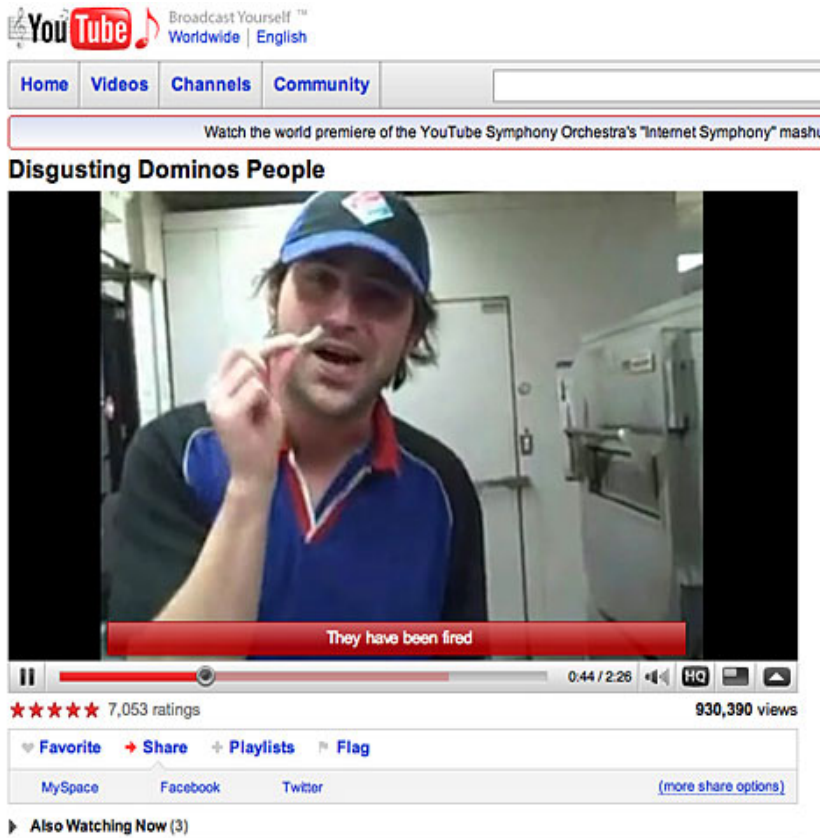 YouTube
Broadcast Yourself ™
Worldwide | English
Home Videos Channels Community
Watch the world premiere of the YouTube Symphony Orchestra's "Internet Symphony" mashu
Disgusting Dominos People
They have been fired
0:44 / 2:26 HQ
7,053 ratings 930,390 views
Favorite Share Playlists Flag
MySpace Facebook Twitter (more share options)
Also Watching Now (3)